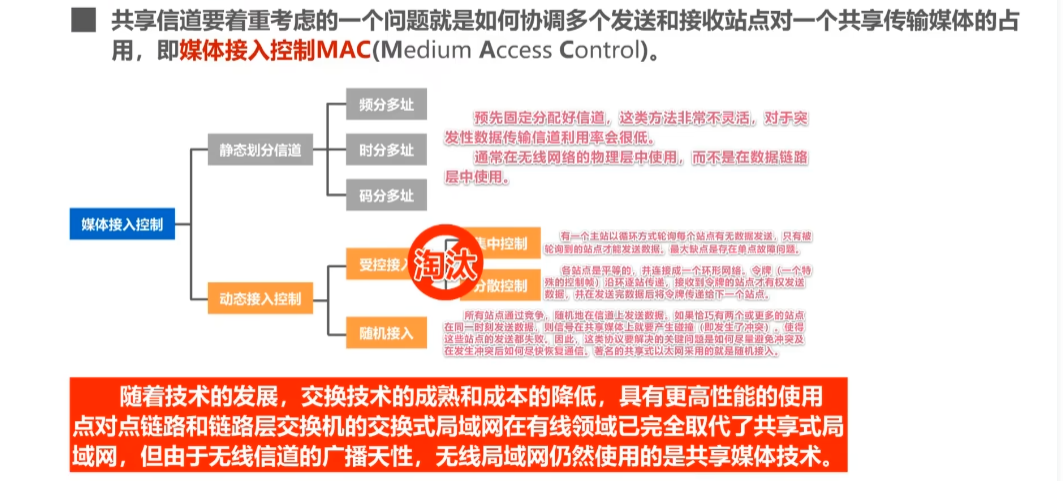 共享信道要着重考虑的一个问题就是如何协调多个发送和接收站点对一个共享传输媒体的占
用，即媒体接入控制MAC(Medium Access Control)。
频分多址
静态划分信道
时分多址
码分多址
预先固定分配好信道，这类方法非常不灵活，对于突
发性数据传输信道利用率会很低。
通常在无线网络的物理层中使用，而不是在数据链路
层中使用。
媒体接入控制
动态接入控制
受控接入
淘汰
集中控制
有一个主站以循环方式轮询每个站点有无数据发送，只有被
轮询到的站点才能发送数据，最大缺点是存在单点故障问题。
分散控制
各站点是平等的，并连接成一个环形网络。令牌（一个特
殊的控制帧）沿环逐站传递，接收到令牌的站点才有权发送
数据，并在发送完数据后将令牌传递给下一个站点。
随机接入
所有站点通过竞争，随机地在信道上发送数据。如果恰巧有两个或更多的站点
在同一时刻发送数据，则信号在共享媒体上就要产生碰撞（即发生了冲突），使得
这些站点的发送都失败。因此，这类协议要解决的关键问题是如何尽量避免冲突及
在发生冲突后如何尽快恢复通信。著名的共享式以太网采用的就是随机接入。
随着技术的发展，交换技术的成熟和成本的降低，具有更高性能的使用
点对点链路和链路层交换机的交换式局域网在有线领域已完全取代了共享式局
域网，但由于无线信道的广播天性，无线局域网仍然使用的是共享媒体技术。